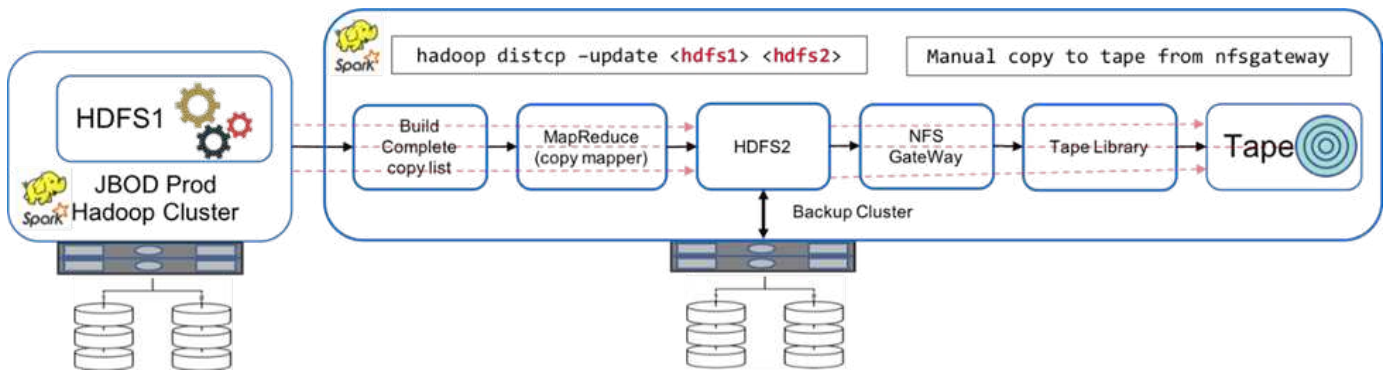 Spark
hadoop distcp –update <hdfs1> <hdfs2>
Manual copy to tape from nfsgateway
HDFS1
Build
Complete
copy list
MapReduce
(copy mapper)
HDFS2
NFS
GateWay
Tape Library
Tape
JBOD Prod
Hadoop Cluster
Spark
Backup Cluster